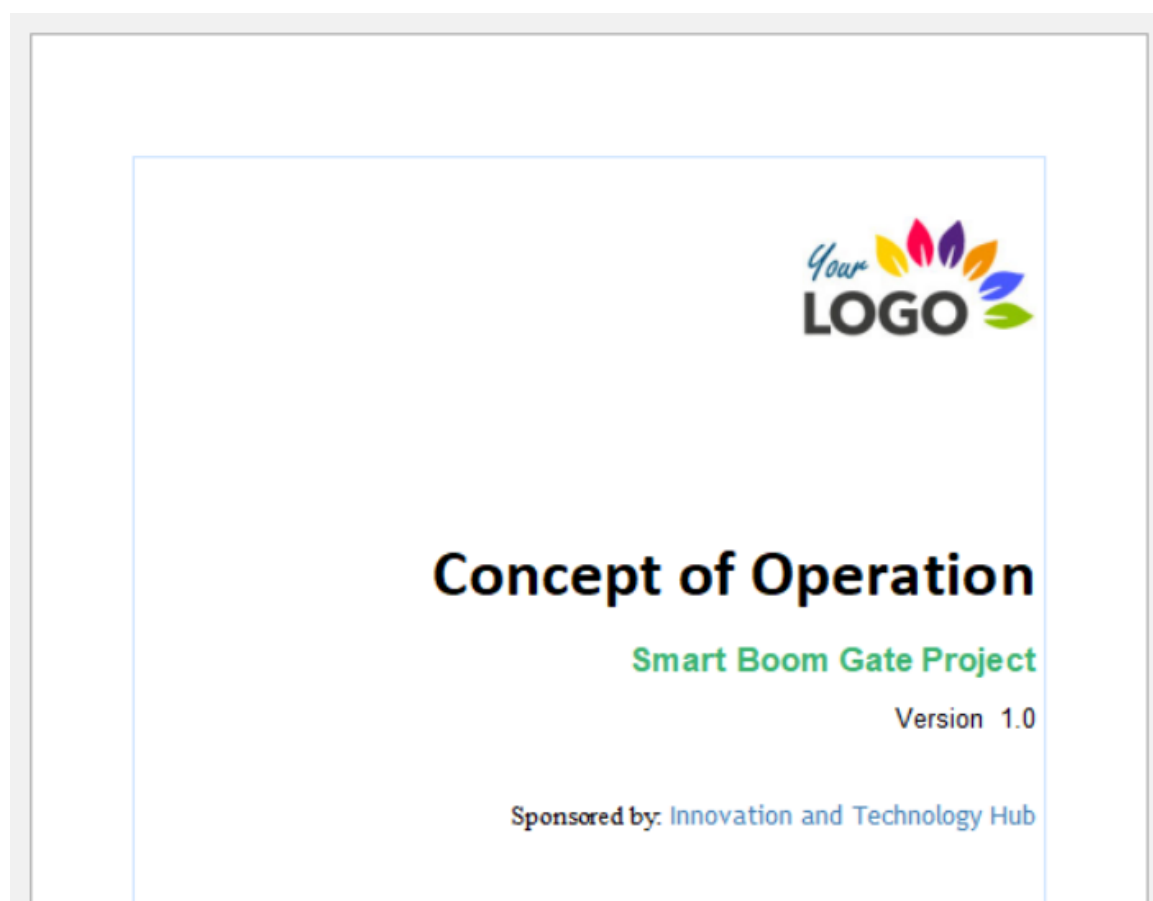 Your
LOGO
Concept of Operation
Smart Boom Gate Project
Version 1.0
Sponsored by: Innovation and Technology Hub